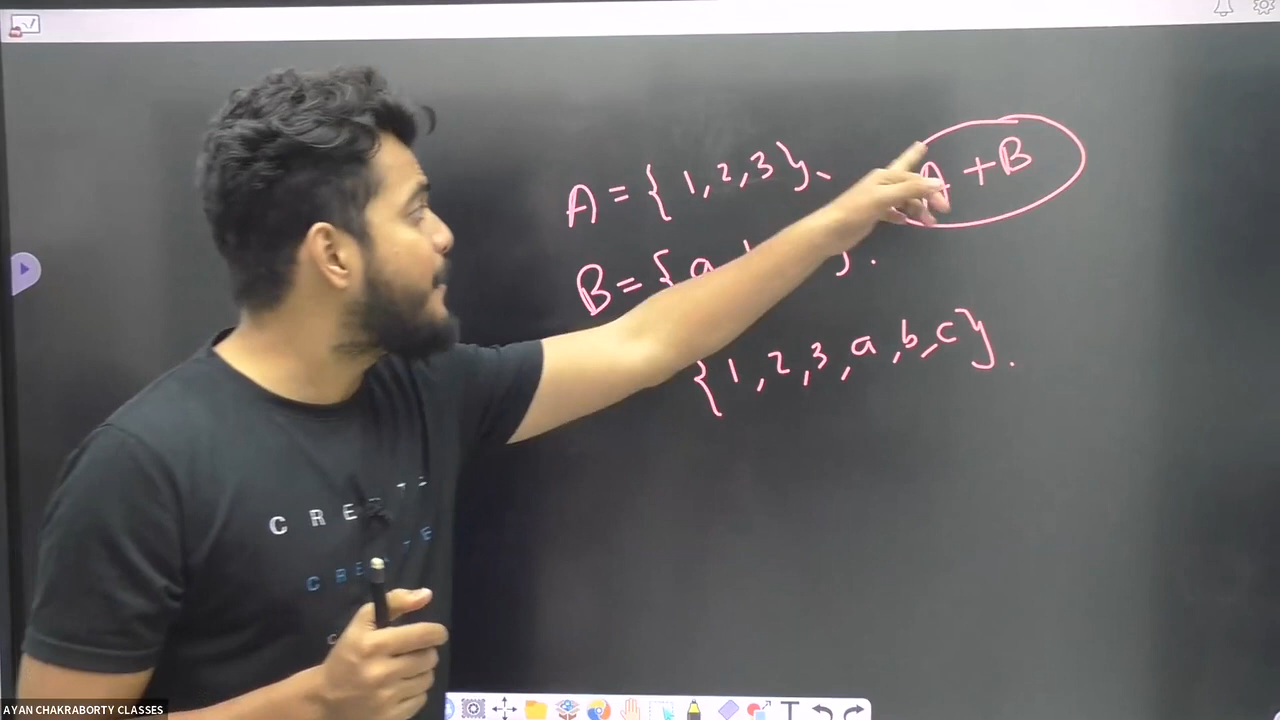 A = { 1, 2, 3 }.
A + B
B = { a
}.
{ 1, 2, 3, a, b, c }.
C R E
C R E
AYAN CHAKRABORTY CLASSES
T